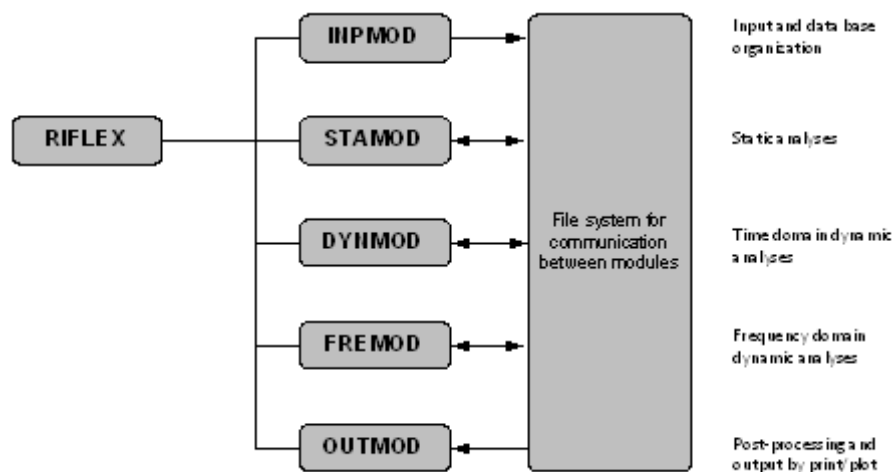 INPMOD
Input and data base
organization
RIFLEX
STAMOD
Static analyses
DYNMOD
File system for
communication
between modules
Time domain dynamic
analyses
FREMOD
Frequency domain
dynamic analyses
OUTMOD
Post-processing and
output by print/plot